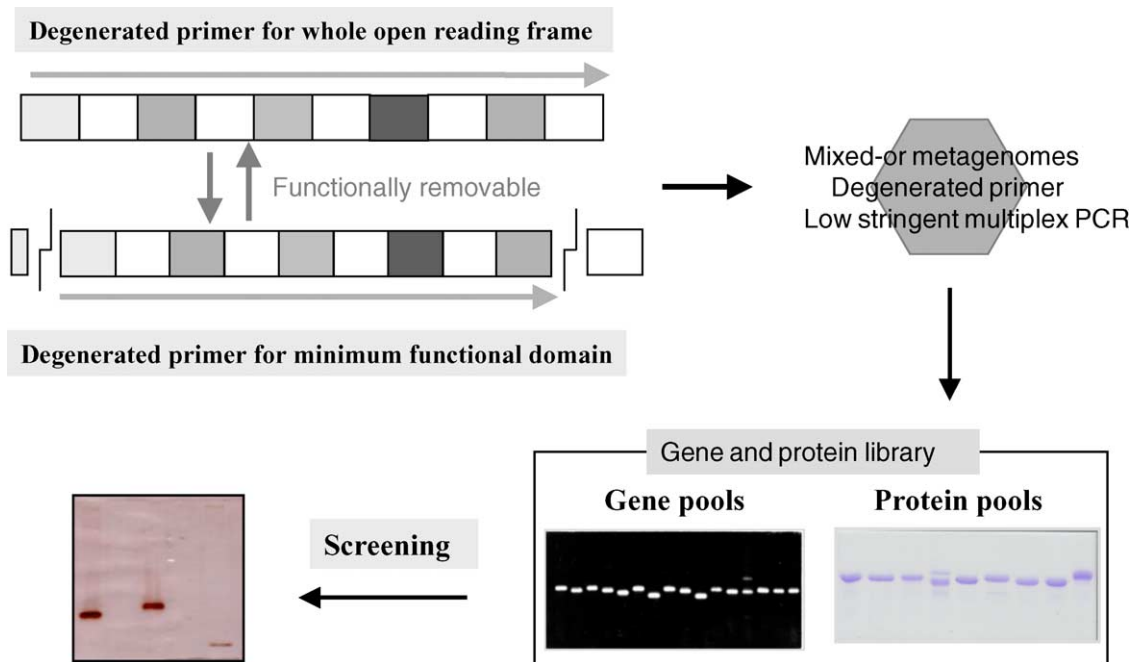 Degenerated primer for whole open reading frame
Functionally removable
Degenerated primer for minimum functional domain
Mixed-or metagenomes
Degenerated primer
Low stringent multiplex PCR
Gene and protein library
Gene pools
Protein pools
Screening